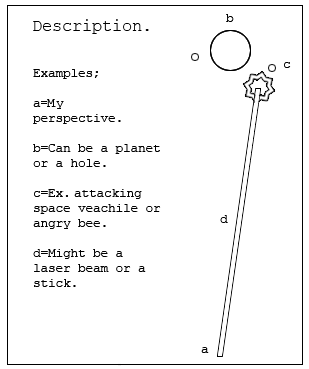 Description.
b
c
Examples;
a=My
perspective.
b=Can be a planet
or a hole.
c=Ex. attacking
space veachile or
angry bee.
d
d=Might be a
laser beam or a
stick.
a